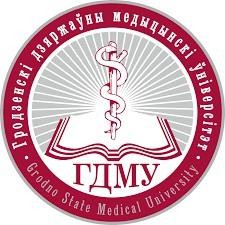 Гродзенскі дзяржаўны медыцынскі ўніверсітэт
ГДМУ
· Grodno State Medical University ·